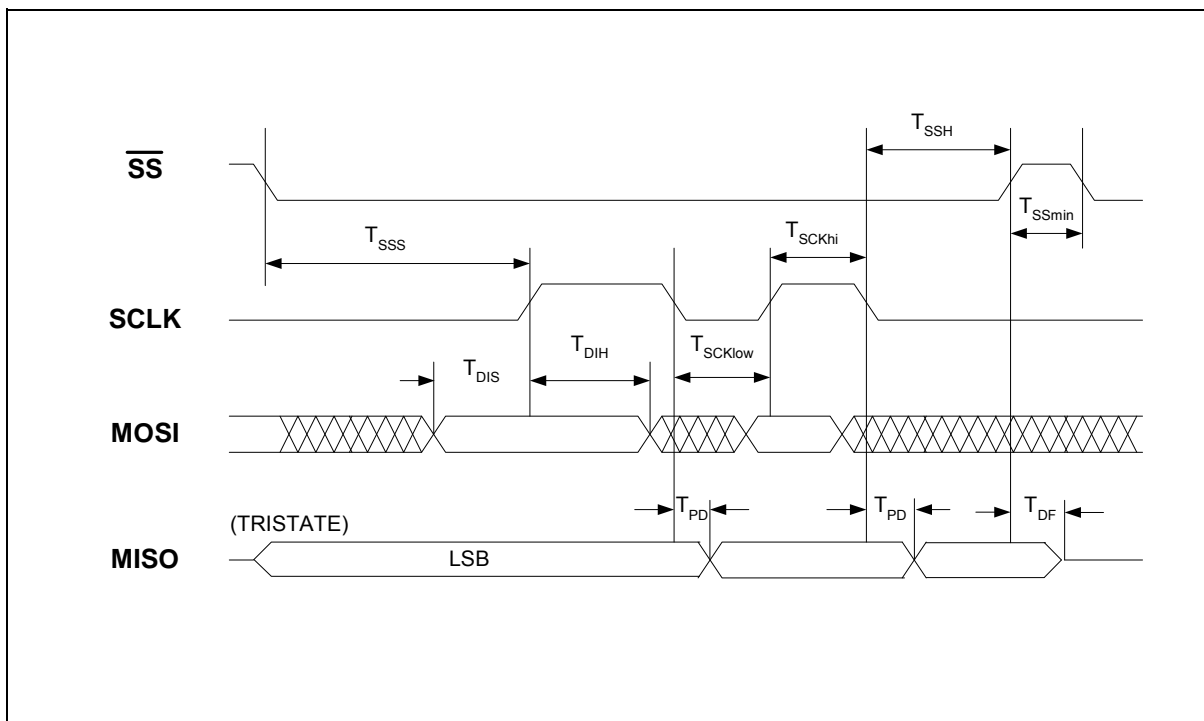 T_SSH
SS
T_SSmin
T_SCKhi
T_SSS
SCLK
T_DIH
T_SCKlow
T_DIS
MOSI
T_PD
T_PD
T_DF
(TRISTATE)
MISO
LSB